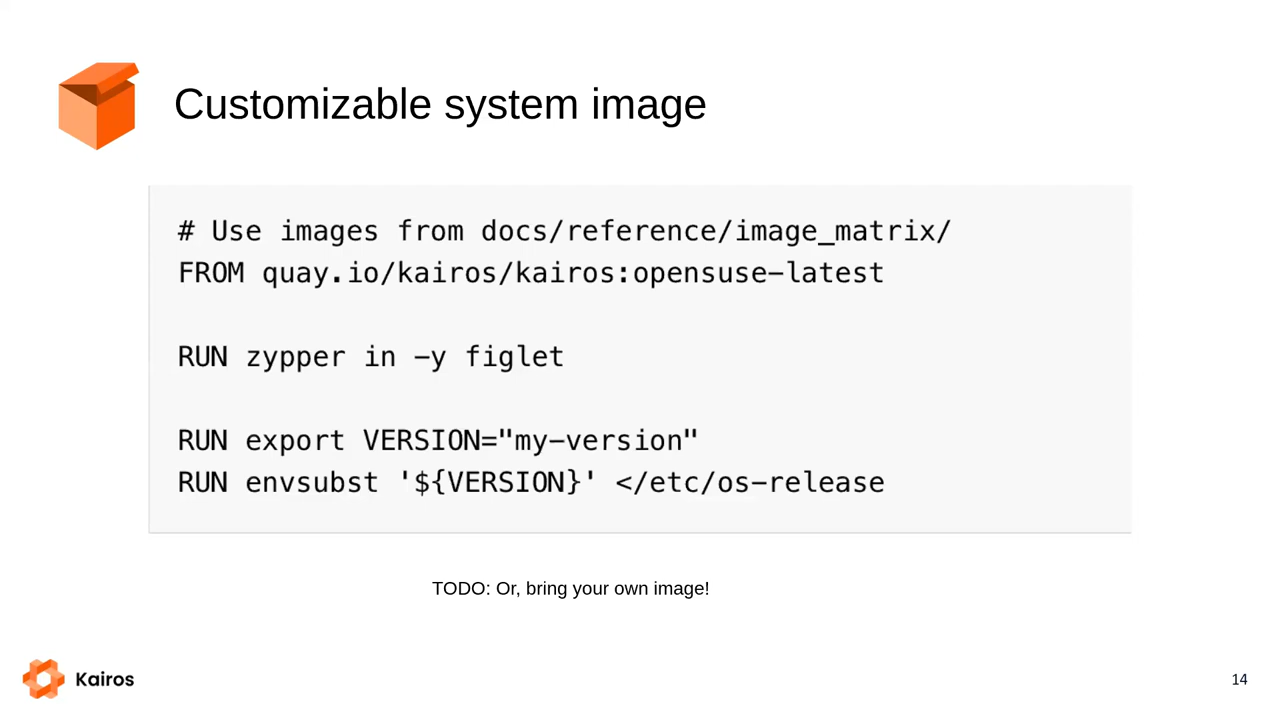 Customizable system image
# Use images from docs/reference/image_matrix/
FROM quay.io/kairos/kairos:opensuse-latest
RUN zypper in -y figlet
RUN export VERSION="my-version"
RUN envsubst '${VERSION}' </etc/os-release
TODO: Or, bring your own image!
Kairos
14